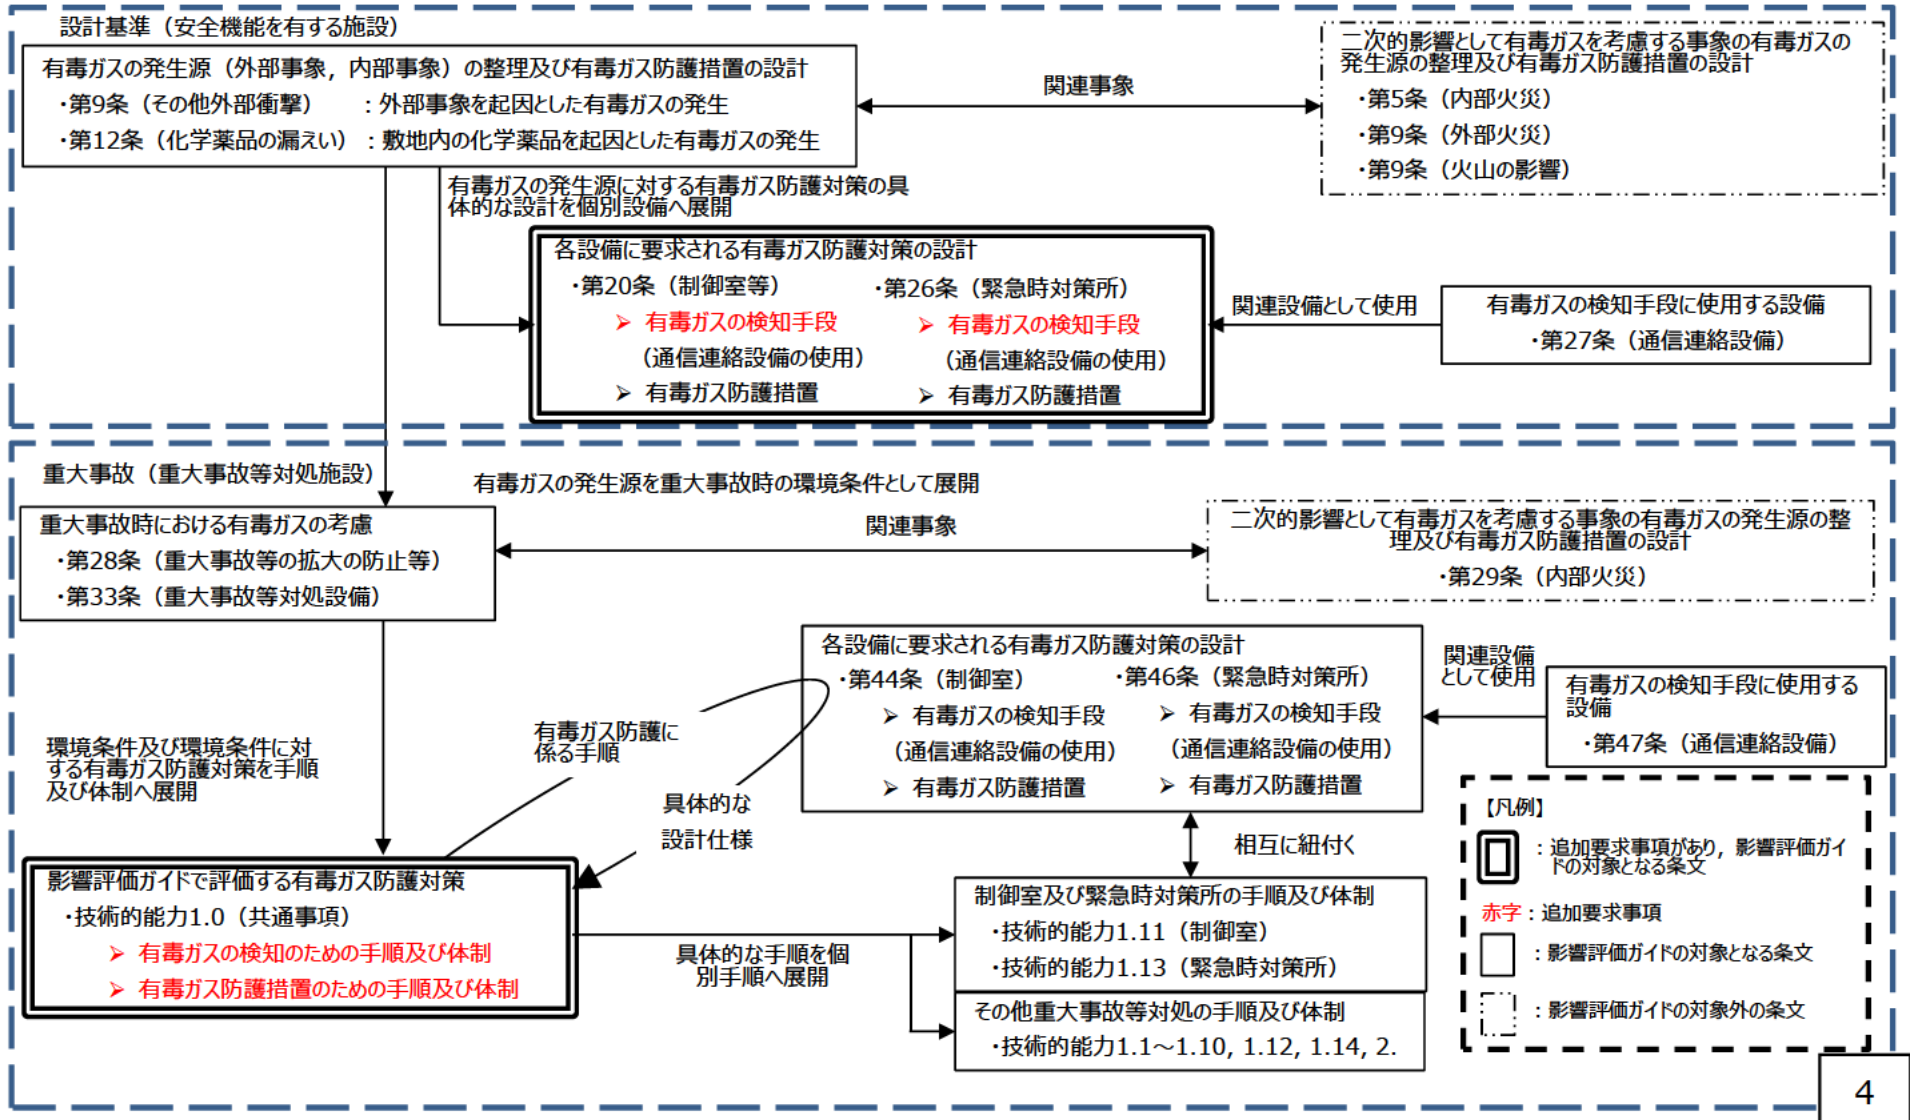 設計基準（安全機能を有する施設）
有毒ガスの発生源（外部事象，内部事象）の整理及び有毒ガス防護措置の設計
・第9条（その他外部衝撃）　：外部事象を起因とした有毒ガスの発生
・第12条（化学薬品の漏えい）：敷地内の化学薬品を起因とした有毒ガスの発生
関連事象
二次的影響として有毒ガスを考慮する事象の有毒ガスの
発生源の整理及び有毒ガス防護措置の設計
・第5条（内部火災）
・第9条（外部火災）
・第9条（火山の影響）
有毒ガスの発生源に対する有毒ガス防護対策の具
体的な設計を個別設備へ展開
各設備に要求される有毒ガス防護対策の設計
・第20条（制御室等）
➢ 有毒ガスの検知手段
（通信連絡設備の使用）
➢ 有毒ガス防護措置
・第26条（緊急時対策所）
➢ 有毒ガスの検知手段
（通信連絡設備の使用）
➢ 有毒ガス防護措置
関連設備として使用
有毒ガスの検知手段に使用する設備
・第27条（通信連絡設備）
重大事故（重大事故等対処施設）
有毒ガスの発生源を重大事故時の環境条件として展開
重大事故時における有毒ガスの考慮
・第28条（重大事故等の拡大の防止等）
・第33条（重大事故等対処設備）
関連事象
二次的影響として有毒ガスを考慮する事象の有毒ガスの発生源の整
理及び有毒ガス防護措置の設計
・第29条（内部火災）
各設備に要求される有毒ガス防護対策の設計
・第44条（制御室）
➢ 有毒ガスの検知手段
（通信連絡設備の使用）
➢ 有毒ガス防護措置
・第46条（緊急時対策所）
➢ 有毒ガスの検知手段
（通信連絡設備の使用）
➢ 有毒ガス防護措置
関連設備
として使用
有毒ガスの検知手段に使用する
設備
・第47条（通信連絡設備）
環境条件及び環境条件に対
する有毒ガス防護対策を手順
及び体制へ展開
有毒ガス防護に
係る手順
具体的な
設計仕様
相互に紐付く
影響評価ガイドで評価する有毒ガス防護対策
・技術的能力1.0（共通事項）
➢ 有毒ガスの検知のための手順及び体制
➢ 有毒ガス防護措置のための手順及び体制
具体的な手順を個
別手順へ展開
制御室及び緊急時対策所の手順及び体制
・技術的能力1.11（制御室）
・技術的能力1.13（緊急時対策所）
その他重大事故等対処の手順及び体制
・技術的能力1.1～1.10, 1.12, 1.14, 2.
【凡例】
：追加要求事項があり，影響評価ガイ
ドの対象となる条文
赤字：追加要求事項
：影響評価ガイドの対象となる条文
：影響評価ガイドの対象外の条文
4